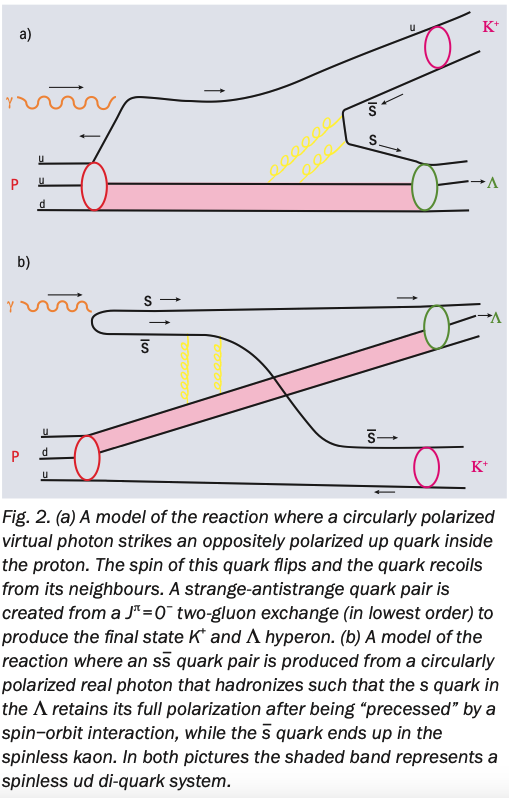 a)
u
K⁺
γ
s̅
s
u
P
u
Λ
d
b)
γ
s
Λ
s̅
u
s̅
P
d
K⁺
u
Fig. 2. (a) A model of the reaction where a circularly polarized
virtual photon strikes an oppositely polarized up quark inside
the proton. The spin of this quark flips and the quark recoils
from its neighbours. A strange-antistrange quark pair is
created from a Jᵖⁱ=0⁻ two-gluon exchange (in lowest order) to
produce the final state K⁺ and Λ hyperon. (b) A model of the
reaction where an ss̅ quark pair is produced from a circularly
polarized real photon that hadronizes such that the s quark in
the Λ retains its full polarization after being “precessed” by a
spin–orbit interaction, while the s̅ quark ends up in the
spinless kaon. In both pictures the shaded band represents a
spinless ud di-quark system.